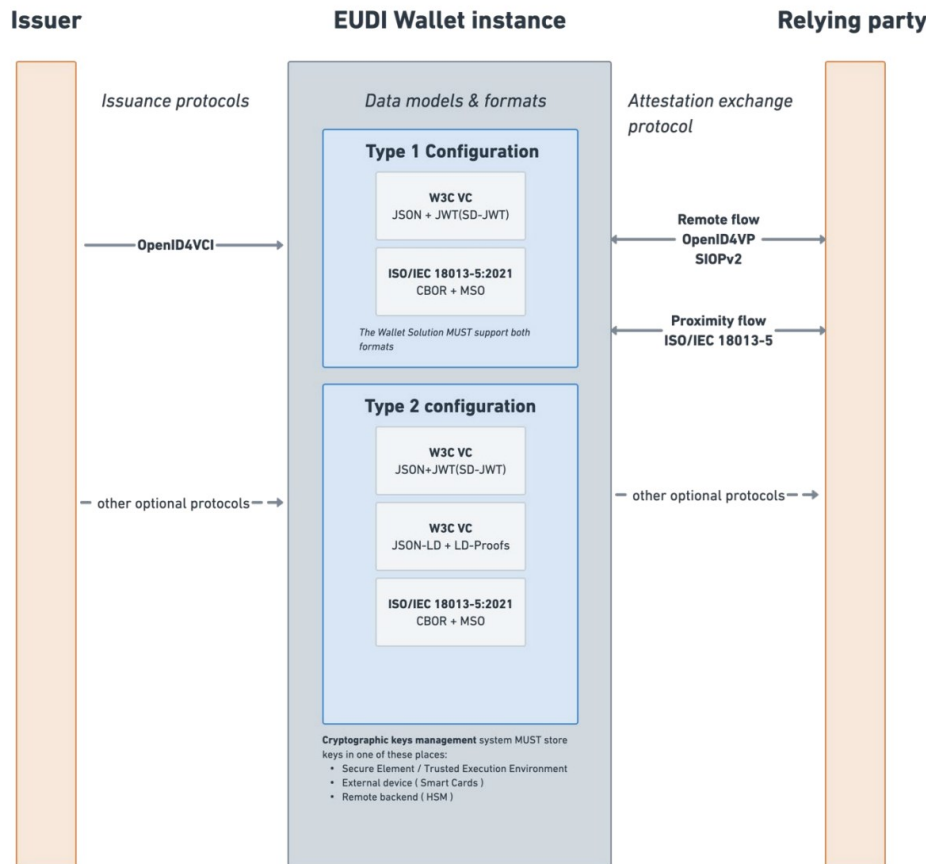 Issuer
EUDI Wallet instance
Relying party
Issuance protocols
Data models & formats
Attestation exchange
protocol
Type 1 Configuration
W3C VC
JSON + JWT(SD-JWT)
OpenID4VCI
Remote flow
OpenID4VP
SIOPv2
ISO/IEC 18013-5:2021
CBOR + MSO
Proximity flow
ISO/IEC 18013-5
The Wallet Solution MUST support both
formats
Type 2 configuration
W3C VC
JSON+JWT(SD-JWT)
other optional protocols
other optional protocols
W3C VC
JSON-LD + LD-Proofs
ISO/IEC 18013-5:2021
CBOR + MSO
Cryptographic keys management system MUST store
keys in one of these places:
• Secure Element / Trusted Execution Environment
• External device ( Smart Cards )
• Remote backend ( HSM )